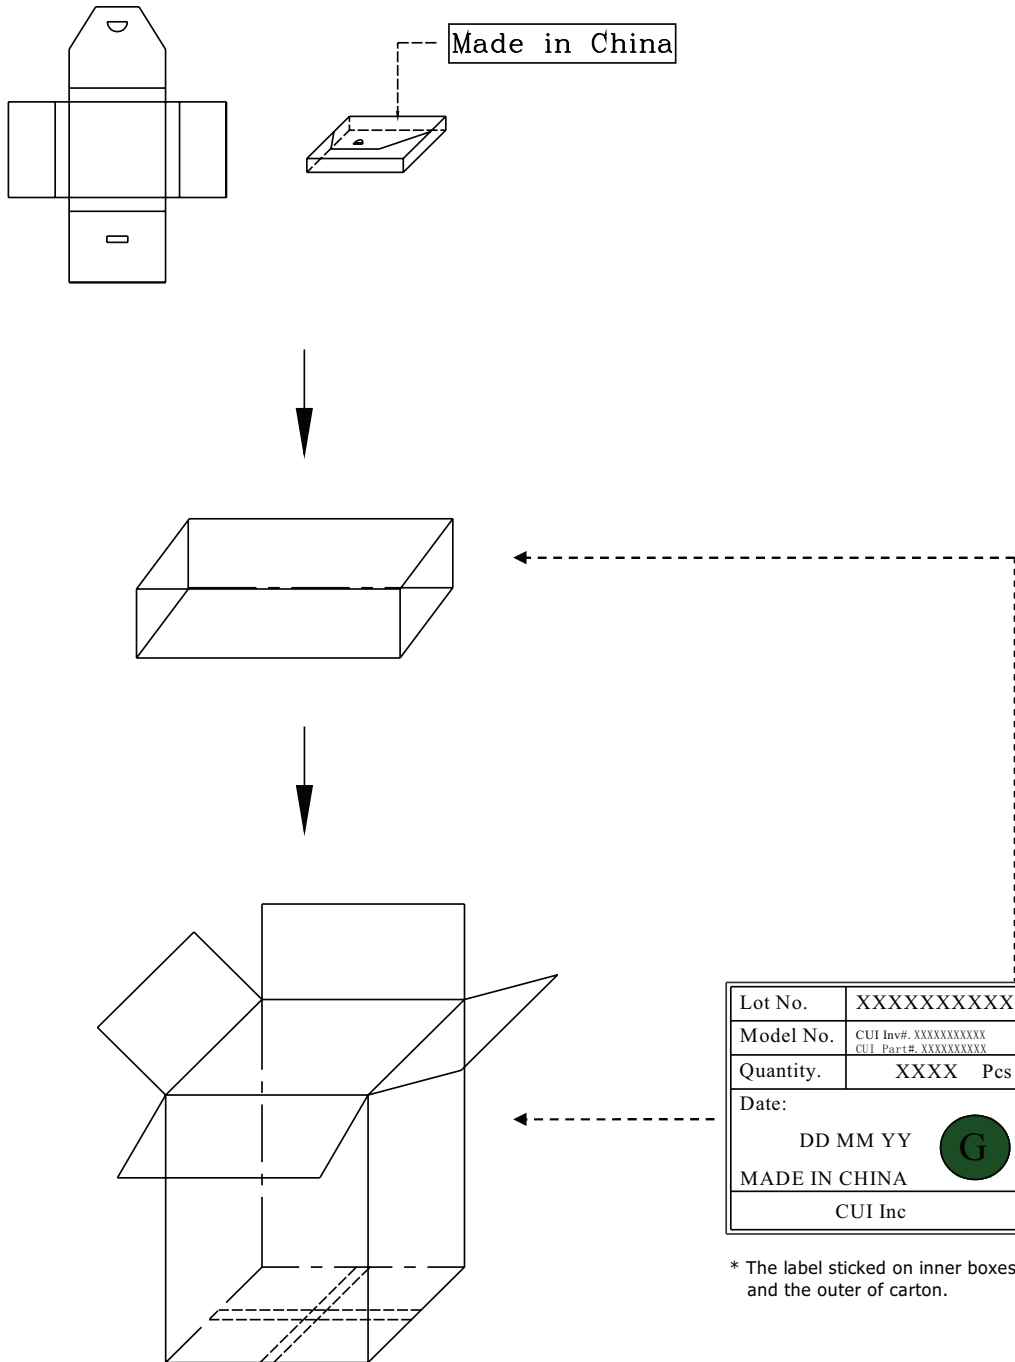 Made in China
Lot No. XXXXXXXXXX
Model No. CUI Inv#. XXXXXXXXXXX
CUI Part#. XXXXXXXXXX
Quantity. XXXX Pcs
Date:
DD MM YY
G
MADE IN CHINA
CUI Inc
* The label sticked on inner boxes
and the outer of carton.